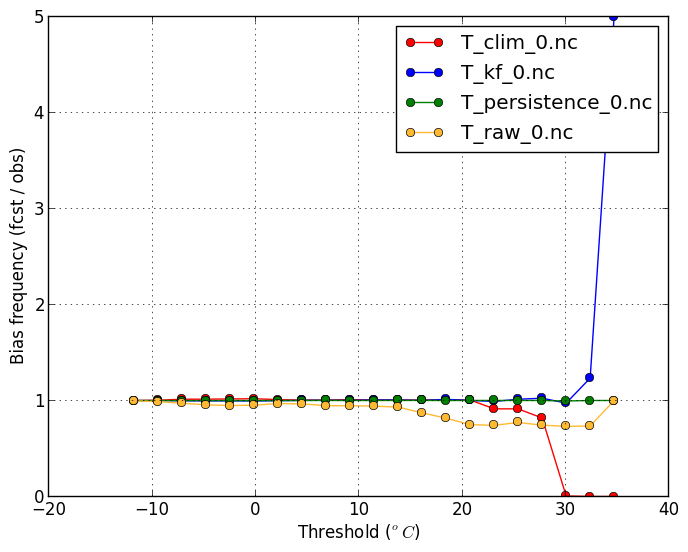 5
4
3
2
1
0
−20
−10
0
10
20
30
40
Bias frequency (fcst / obs)
Threshold (°C)
T_clim_0.nc
T_kf_0.nc
T_persistence_0.nc
T_raw_0.nc